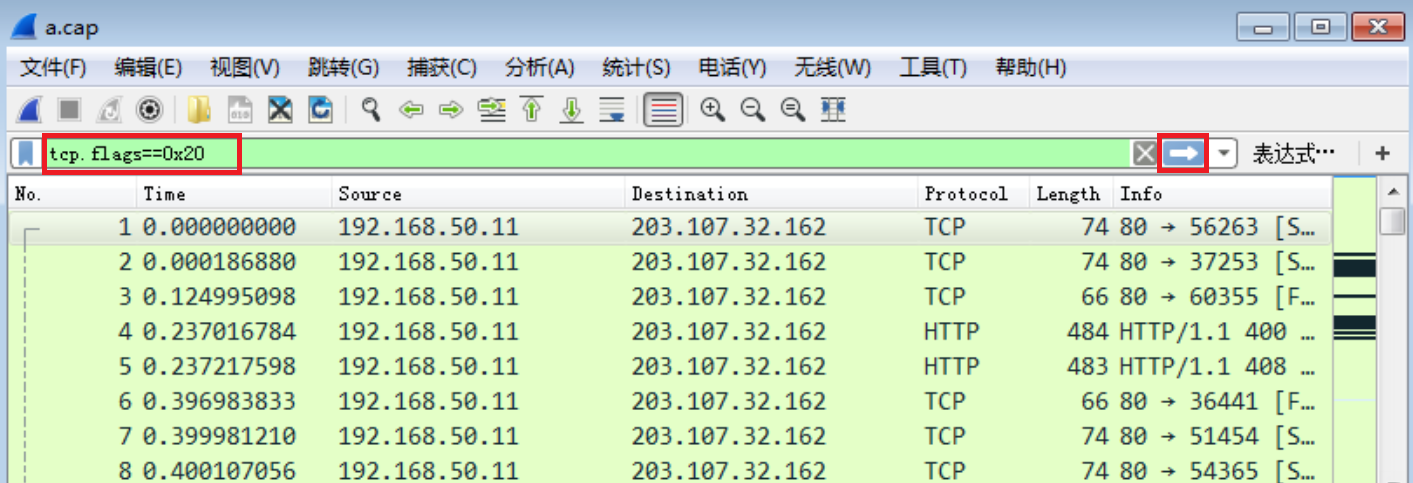 a.cap
文件(F) 编辑(E) 视图(V) 跳转(G) 捕获(C) 分析(A) 统计(S) 电话(Y) 无线(W) 工具(T) 帮助(H)
tcp.flags==0x20 表达式… +
No. Time Source Destination Protocol Length Info
1 0.000000000 192.168.50.11 203.107.32.162 TCP 74 80 → 56263 [S…
2 0.000186880 192.168.50.11 203.107.32.162 TCP 74 80 → 37253 [S…
3 0.124995098 192.168.50.11 203.107.32.162 TCP 66 80 → 60355 [F…
4 0.237016784 192.168.50.11 203.107.32.162 HTTP 484 HTTP/1.1 400 …
5 0.237217598 192.168.50.11 203.107.32.162 HTTP 483 HTTP/1.1 408 …
6 0.396983833 192.168.50.11 203.107.32.162 TCP 66 80 → 36441 [F…
7 0.399981210 192.168.50.11 203.107.32.162 TCP 74 80 → 51454 [S…
8 0.400107056 192.168.50.11 203.107.32.162 TCP 74 80 → 54365 [S…